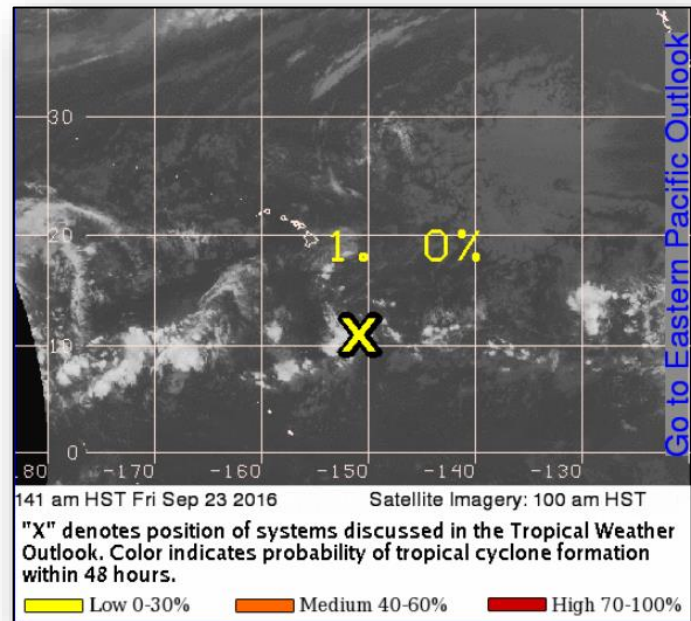 30
20
1. 0%
10
0
180 -170 -160 -150 -140 -130
Go to Eastern Pacific Outlook
141 am HST Fri Sep 23 2016 Satellite Imagery: 100 am HST
"X" denotes position of systems discussed in the Tropical Weather
Outlook. Color indicates probability of tropical cyclone formation
within 48 hours.
Low 0-30% Medium 40-60% High 70-100%